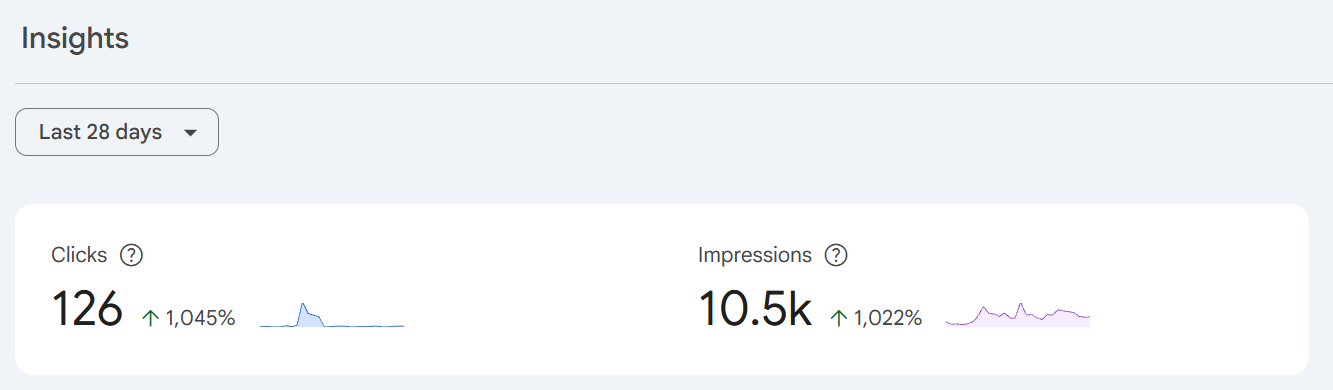 Insights
Last 28 days
Clicks ?
126 ↑ 1,045%
Impressions ?
10.5k ↑ 1,022%